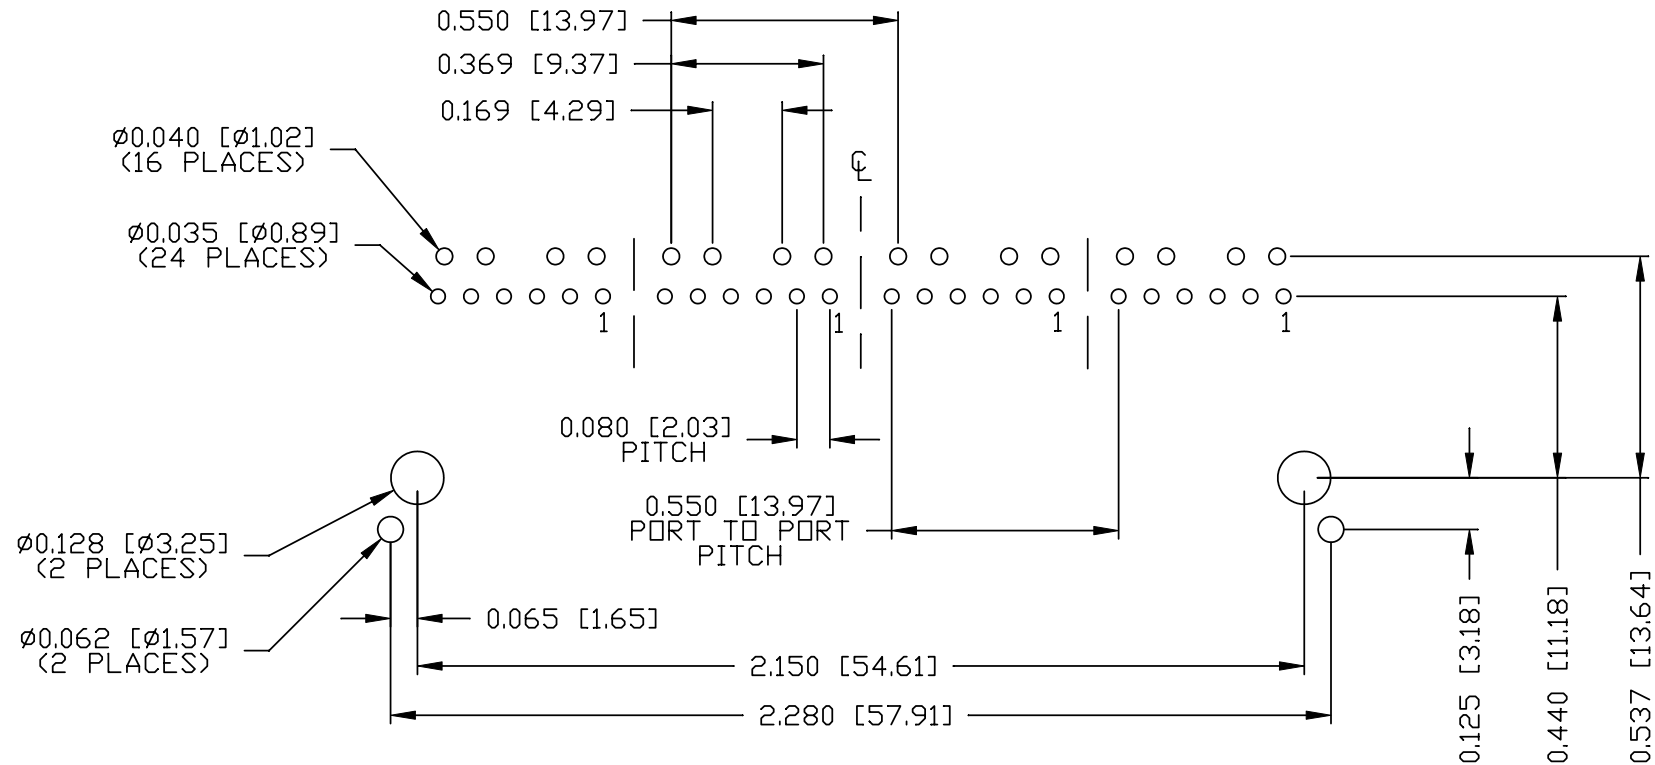 0.550 [13.97]
0.369 [9.37]
0.169 [4.29]
Ø0.040 [Ø1.02]
(16 PLACES)
℄
Ø0.035 [Ø0.89]
(24 PLACES)
1
1
1
1
0.080 [2.03]
PITCH
0.550 [13.97]
PORT TO PORT
PITCH
Ø0.128 [Ø3.25]
(2 PLACES)
0.065 [1.65]
Ø0.062 [Ø1.57]
(2 PLACES)
2.150 [54.61]
2.280 [57.91]
0.125 [3.18]
0.440 [11.18]
0.537 [13.64]